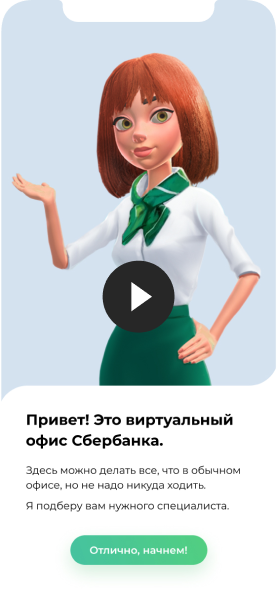 Привет! Это виртуальный
офис Сбербанка.
Здесь можно делать все, что в обычном
офисе, но не надо никуда ходить.
Я подберу вам нужного специалиста.
Отлично, начнем!